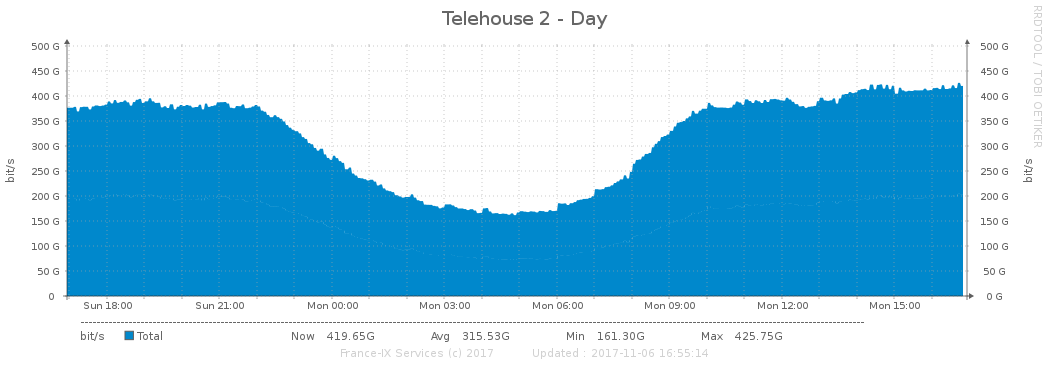 Telehouse 2 - Day
RRDTOOL / TOBI OETIKER
bit/s
500 G 500 G
450 G 450 G
400 G 400 G
350 G 350 G
300 G 300 G
250 G 250 G
200 G 200 G
150 G 150 G
100 G 100 G
50 G 50 G
0 0 G
bit/s
Sun 18:00 Sun 21:00 Mon 00:00 Mon 03:00 Mon 06:00 Mon 09:00 Mon 12:00 Mon 15:00
bit/s Total Now 419.65G Avg 315.53G Min 161.30G Max 425.75G
France-IX Services (c) 2017 Updated : 2017-11-06 16:55:14